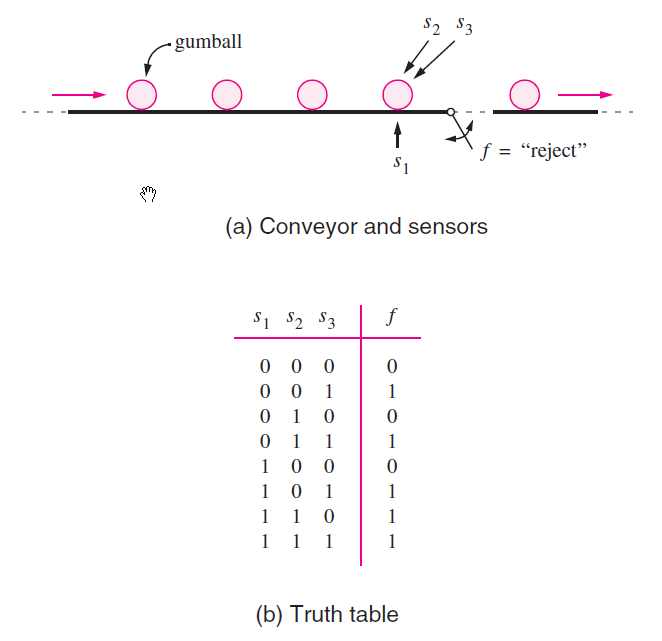 s2 s3
gumball
s1
f = “reject”
(a) Conveyor and sensors
s1 s2 s3 f
0 0 0 0
0 0 1 1
0 1 0 0
0 1 1 1
1 0 0 0
1 0 1 1
1 1 0 1
1 1 1 1
(b) Truth table